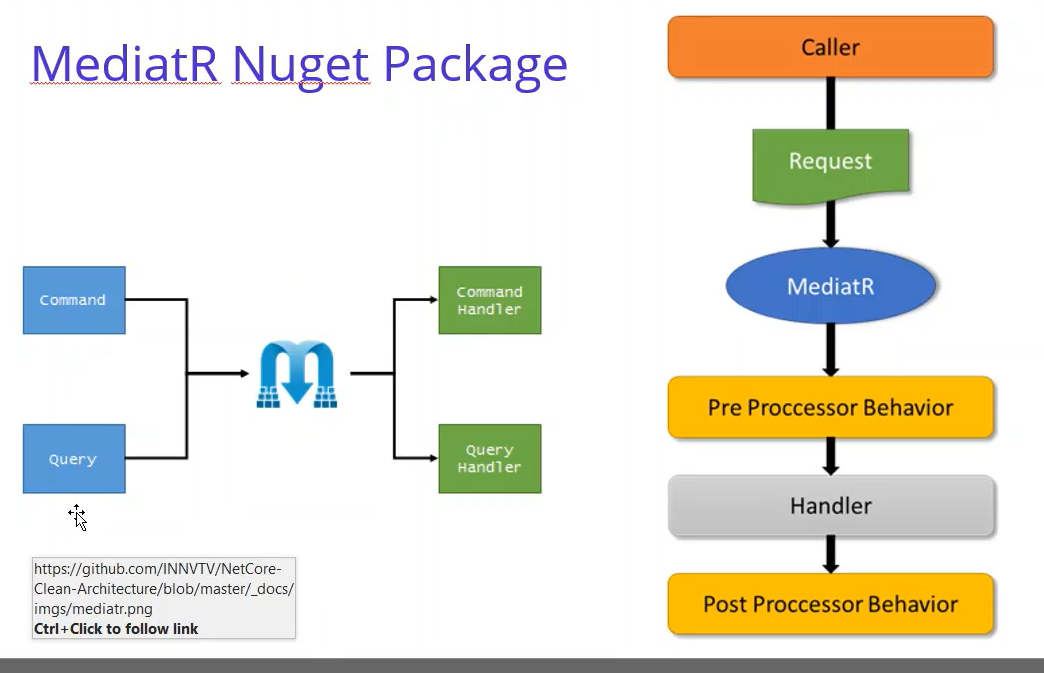 MediatR Nuget Package
Command
Query
Command
Handler
Query
Handler
https://github.com/INNVTV/NetCore-
Clean-Architecture/blob/master/_docs/
imgs/mediatr.png
Ctrl+Click to follow link
Caller
Request
MediatR
Pre Proccessor Behavior
Handler
Post Proccessor Behavior